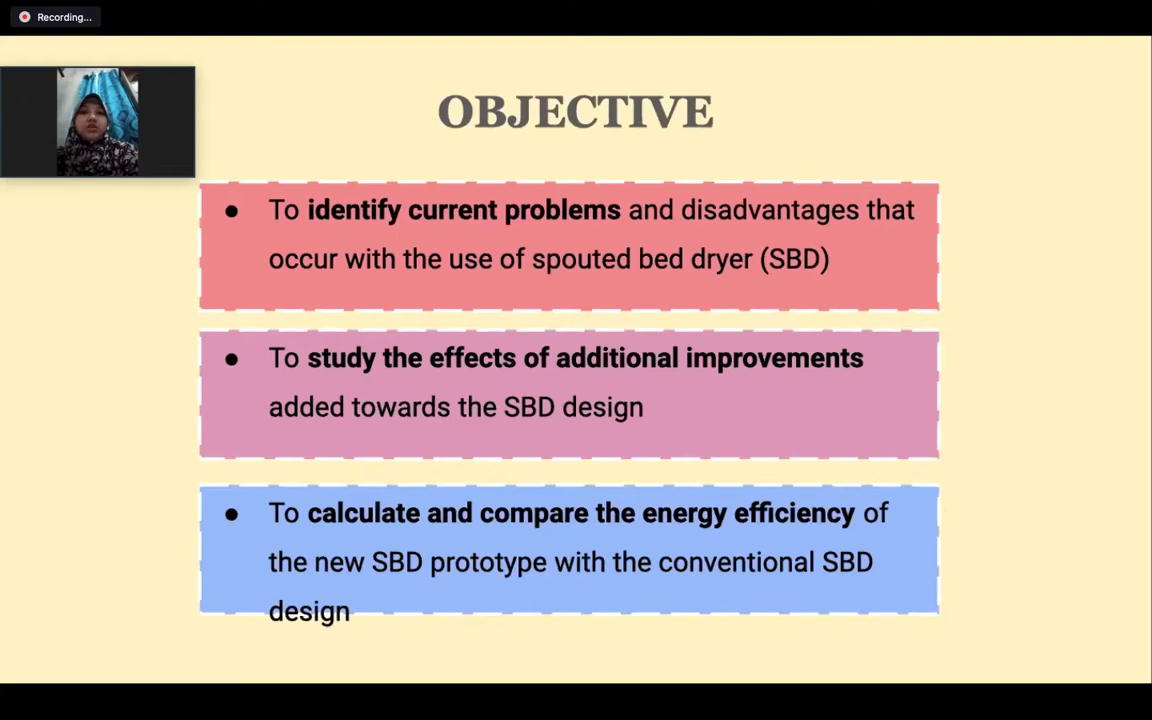 Recording...
OBJECTIVE
● To identify current problems and disadvantages that
occur with the use of spouted bed dryer (SBD)
● To study the effects of additional improvements
added towards the SBD design
● To calculate and compare the energy efficiency of
the new SBD prototype with the conventional SBD
design